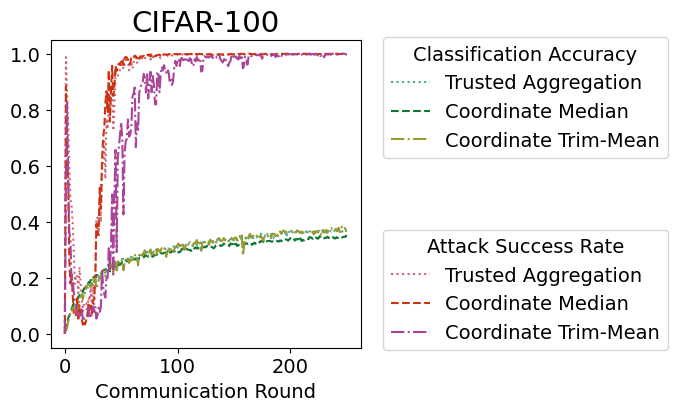 CIFAR-100
1.0
0.8
0.6
0.4
0.2
0.0
0
100
200
Communication Round
Classification Accuracy
Trusted Aggregation
Coordinate Median
Coordinate Trim-Mean
Attack Success Rate
Trusted Aggregation
Coordinate Median
Coordinate Trim-Mean